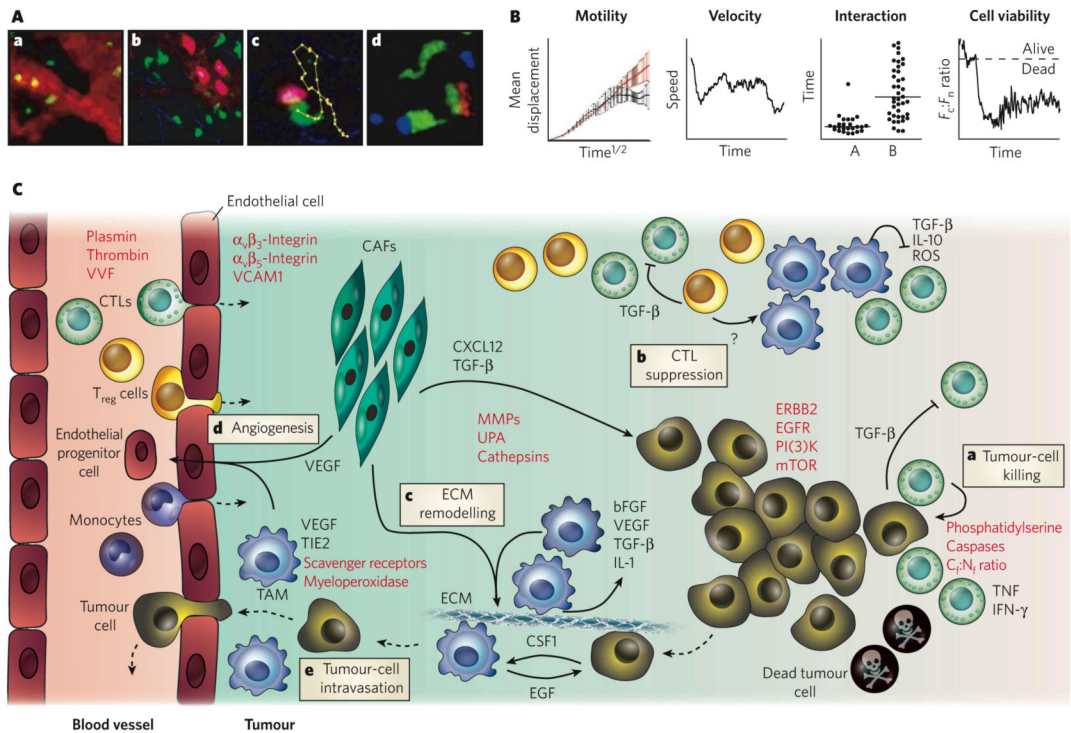 A
a
b
c
d
B
Motility
Mean
displacement
Time1/2
Velocity
Speed
Time
Interaction
Time
A
B
Cell viability
Alive
Dead
Fc:Fn ratio
Time
C
Endothelial cell
Plasmin
Thrombin
VVF
αvβ3-Integrin
αvβ5-Integrin
VCAM1
CTLs
Treg cells
Endothelial
progenitor
cell
Monocytes
Tumour
cell
CAFs
d Angiogenesis
VEGF
VEGF
TIE2
Scavenger receptors
Myeloperoxidase
TAM
CXCL12
TGF-β
MMPs
UPA
Cathepsins
c ECM
remodelling
bFGF
VEGF
TGF-β
IL-1
ECM
CSF1
EGF
e Tumour-cell
intravasation
TGF-β
?
b CTL
suppression
TGF-β
IL-10
ROS
ERBB2
EGFR
PI(3)K
mTOR
TGF-β
a Tumour-cell
killing
Phosphatidylserine
Caspases
Cf:Nf ratio
TNF
IFN-γ
Dead tumour
cell
Blood vessel
Tumour